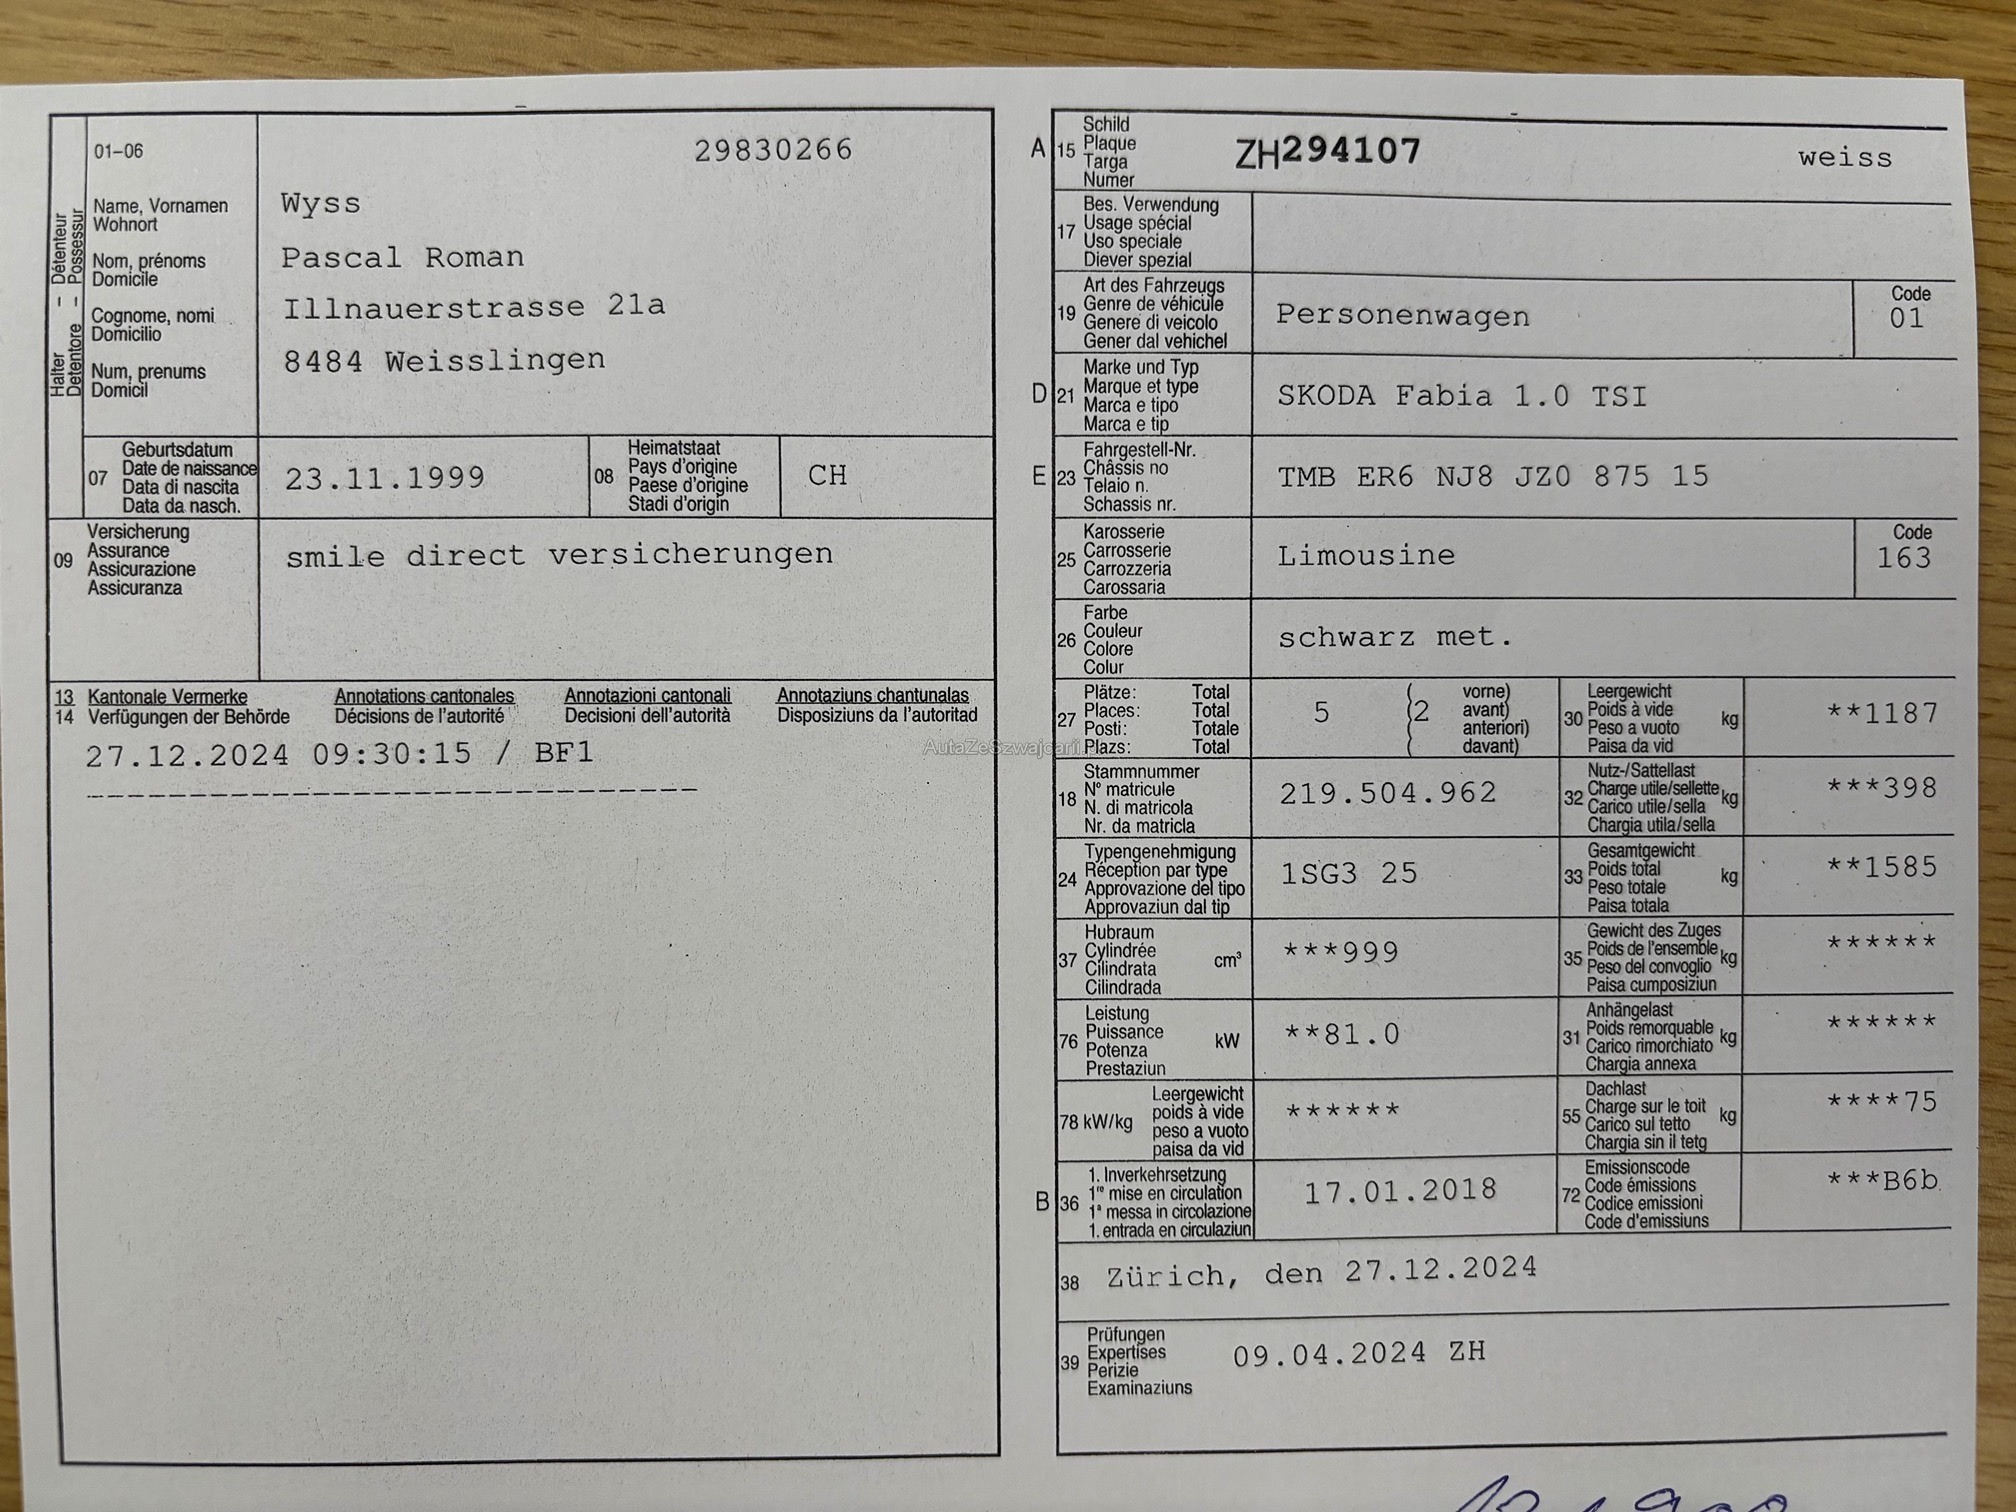 01-06
29830266
Halter Détenteur
Detentore Possessur
Name, Vornamen
Wohnort
Nom, prénoms
Domicile
Cognome, nomi
Domicilio
Num, prenums
Domicil
Wyss
Pascal Roman
Illnauerstrasse 21a
8484 Weisslingen
07
Geburtsdatum
Date de naissance
Data di nascita
Data da nasch.
23.11.1999
08
Heimatstaat
Pays d'origine
Paese d'origine
Stadi d'origin
CH
09
Versicherung
Assurance
Assicurazione
Assicuranza
smile direct versicherungen
13 Kantonale Vermerke Annotations cantonales Annotazioni cantonali Annotaziuns chantunalas
14 Verfügungen der Behörde Décisions de l'autorité Decisioni dell'autorità Disposiziuns da l'autoritad
27.12.2024 09:30:15 / BF1
------------------------------
A 15
Schild
Plaque
Targa
Numer
ZH294107
weiss
17
Bes. Verwendung
Usage spécial
Uso speciale
Diever spezial
19
Art des Fahrzeugs
Genre de véhicule
Genere di veicolo
Gener dal vehichel
Personenwagen
Code
01
D 21
Marke und Typ
Marque et type
Marca e tipo
Marca e tip
SKODA Fabia 1.0 TSI
E 23
Fahrgestell-Nr.
Châssis no
Telaio n.
Schassis nr.
TMB ER6 NJ8 JZ0 875 15
25
Karosserie
Carrosserie
Carrozzeria
Carossaria
Limousine
Code
163
26
Farbe
Couleur
Colore
Colur
schwarz met.
27
Plätze: Total
Places: Total
Posti: Totale
Plazs: Total
5
(2
vorne)
avant)
anteriori)
davant)
30
Leergewicht
Poids à vide
Peso a vuoto
Paisa da vid
kg
**1187
18
Stammnummer
N° matricule
N. di matricola
Nr. da matricla
219.504.962
32
Nutz-/Sattellast
Charge utile/sellette
Carico utile/sella
Chargia utila/sella
kg
***398
24
Typengenehmigung
Réception par type
Approvazione del tipo
Approvaziun dal tip
1SG3 25
33
Gesamtgewicht
Poids total
Peso totale
Paisa totala
kg
**1585
37
Hubraum
Cylindrée
Cilindrata
Cilindrada
cm³
***999
35
Gewicht des Zuges
Poids de l'ensemble
Peso del convoglio
Paisa cumposiziun
kg
******
76
Leistung
Puissance
Potenza
Prestaziun
kW
**81.0
31
Anhängelast
Poids remorquable
Carico rimorchiato
Chargia annexa
kg
******
78 kW/kg
Leergewicht
poids à vide
peso a vuoto
paisa da vid
******
55
Dachlast
Charge sur le toit
Carico sul tetto
Chargia sin il tetg
kg
****75
B 36
1. Inverkehrsetzung
1re mise en circulation
1a messa in circolazione
1. entrada en circulaziun
17.01.2018
72
Emissionscode
Code émissions
Codice emissioni
Code d'emissiuns
***B6b
38
Zürich, den 27.12.2024
39
Prüfungen
Expertises
Perizie
Examinaziuns
09.04.2024 ZH